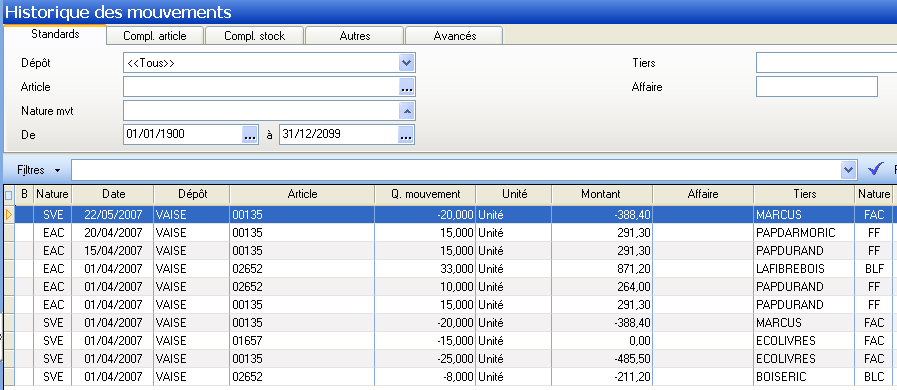 Historique des mouvements
Standards Compl. article Compl. stock Autres Avancés
Dépôt <<Tous>> Tiers
Article ... Affaire
Nature mvt
De 01/01/1900 ... à 31/12/2099 ...
Filtres
B Nature Date Dépôt Article Q. mouvement Unité Montant Affaire Tiers Nature
SVE 22/05/2007 VAISE 00135 -20,000 Unité -388,40 MARCUS FAC
EAC 20/04/2007 VAISE 00135 15,000 Unité 291,30 PAPDARMORIC FF
EAC 15/04/2007 VAISE 00135 15,000 Unité 291,30 PAPDURAND FF
EAC 01/04/2007 VAISE 02652 33,000 Unité 871,20 LAFIBREBOIS BLF
EAC 01/04/2007 VAISE 02652 10,000 Unité 264,00 PAPDURAND FF
EAC 01/04/2007 VAISE 00135 15,000 Unité 291,30 PAPDURAND FF
SVE 01/04/2007 VAISE 00135 -20,000 Unité -388,40 MARCUS FAC
SVE 01/04/2007 VAISE 01657 -15,000 Unité 0,00 ECOLIVRES FAC
SVE 01/04/2007 VAISE 00135 -25,000 Unité -485,50 ECOLIVRES FAC
SVE 01/04/2007 VAISE 02652 -8,000 Unité -211,20 BOISERIC BLC